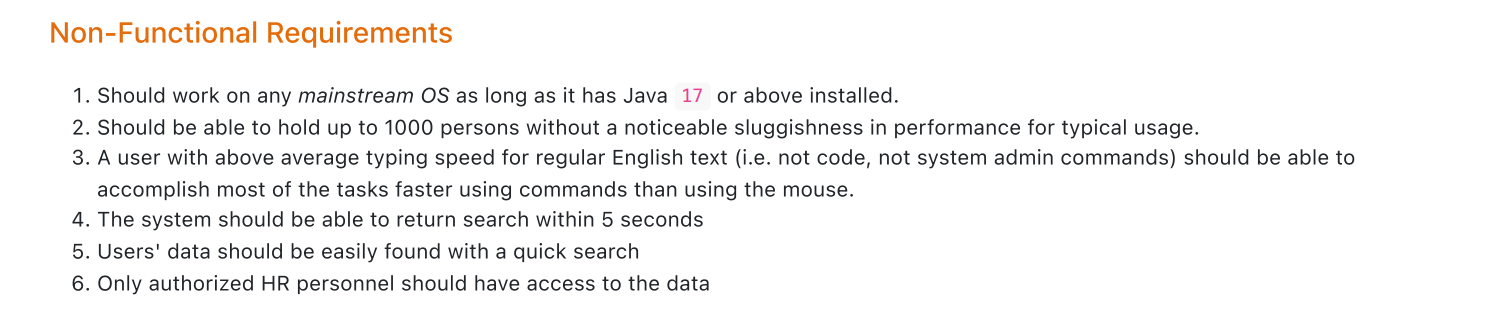 Non-Functional Requirements
1. Should work on any mainstream OS as long as it has Java 17 or above installed.
2. Should be able to hold up to 1000 persons without a noticeable sluggishness in performance for typical usage.
3. A user with above average typing speed for regular English text (i.e. not code, not system admin commands) should be able to
accomplish most of the tasks faster using commands than using the mouse.
4. The system should be able to return search within 5 seconds
5. Users' data should be easily found with a quick search
6. Only authorized HR personnel should have access to the data